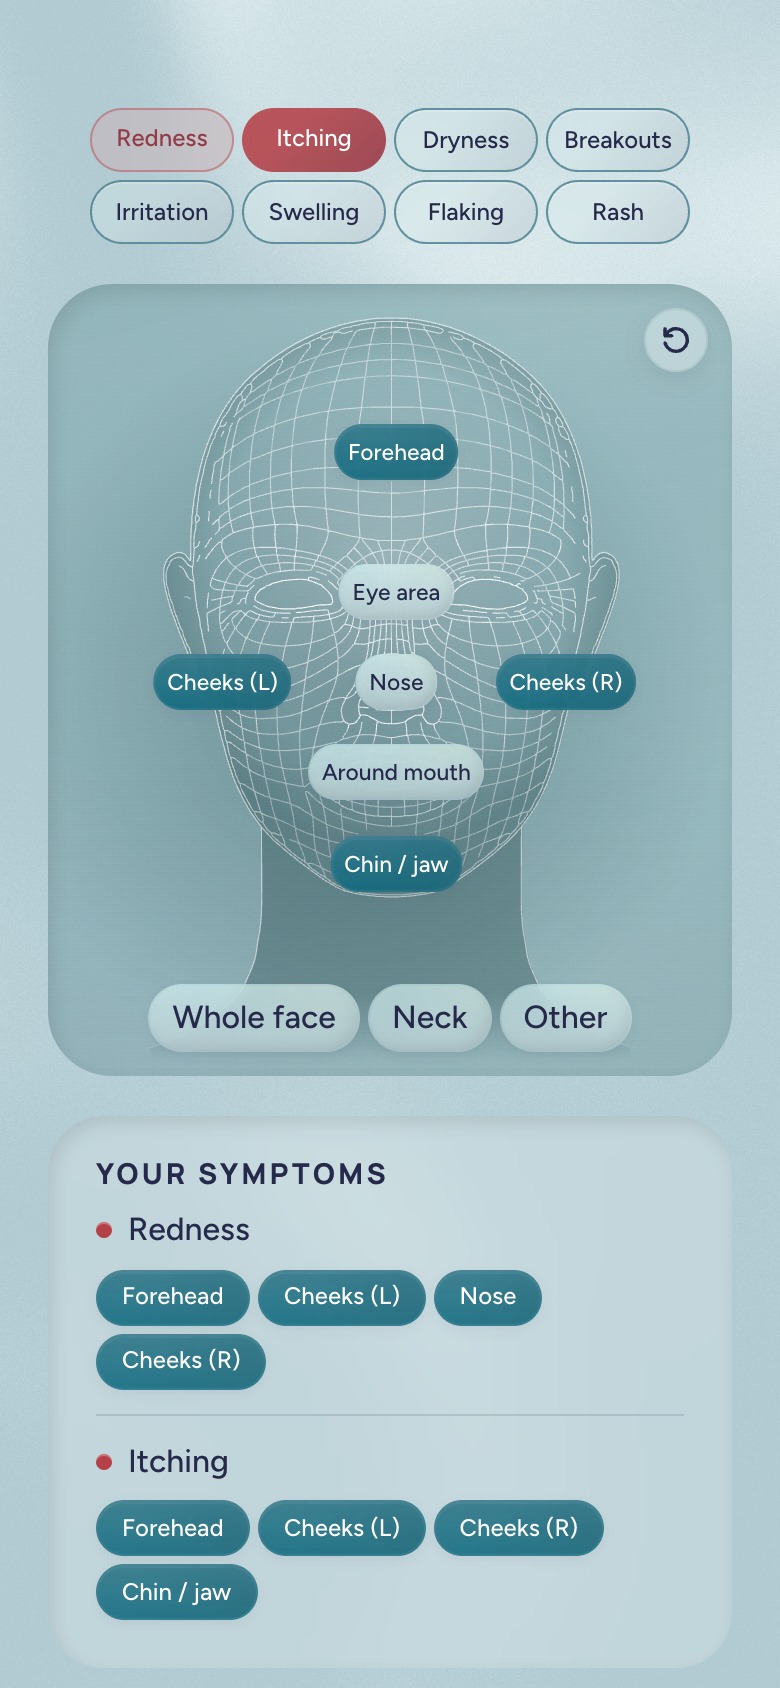 Redness Itching Dryness Breakouts
Irritation Swelling Flaking Rash
Forehead
Eye area
Cheeks (L) Nose Cheeks (R)
Around mouth
Chin / jaw
Whole face Neck Other
YOUR SYMPTOMS
Redness
Forehead Cheeks (L) Nose
Cheeks (R)
Itching
Forehead Cheeks (L) Cheeks (R)
Chin / jaw